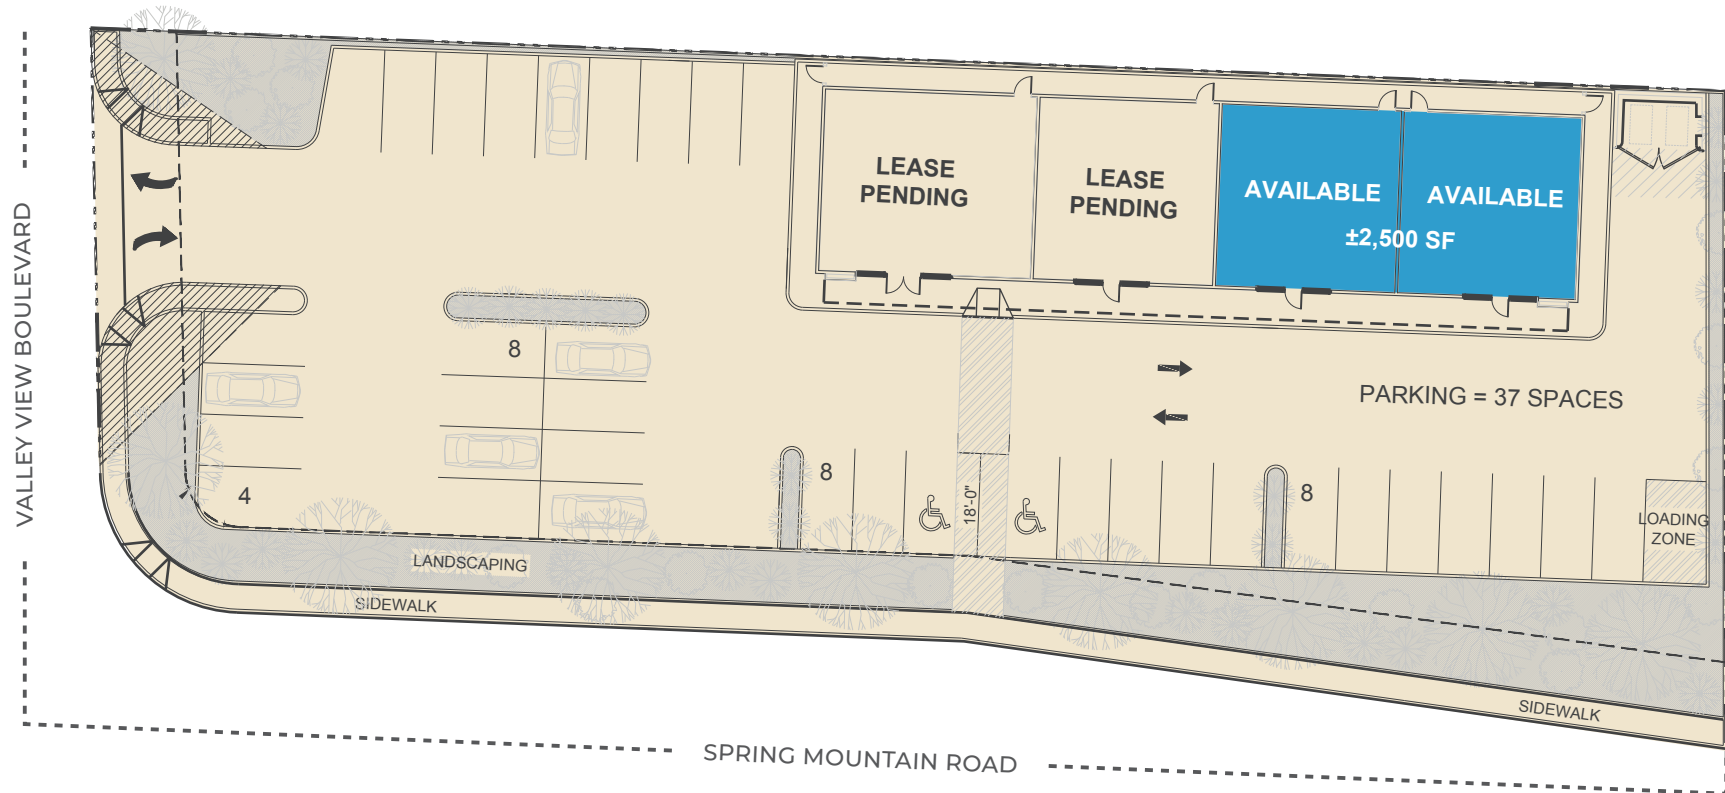 VALLEY VIEW BOULEVARD
LEASE
PENDING
LEASE
PENDING
AVAILABLE
AVAILABLE
±2,500 SF
8
PARKING = 37 SPACES
4
8
18'-0"
8
LOADING
ZONE
LANDSCAPING
SIDEWALK
SIDEWALK
SPRING MOUNTAIN ROAD